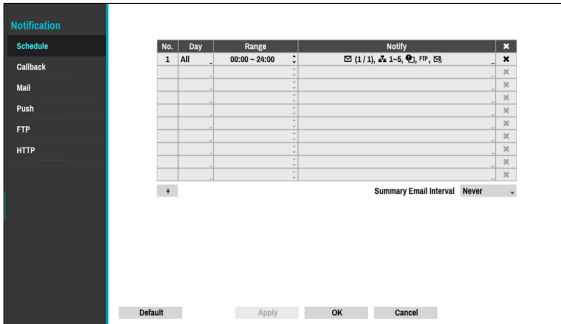 Notification
Schedule
Callback
Mail
Push
FTP
HTTP
No. Day Range Notify
1 All 00:00 ~ 24:00 (1 / 1), 1~5, FTP,
+ Summary Email Interval Never
Default Apply OK Cancel